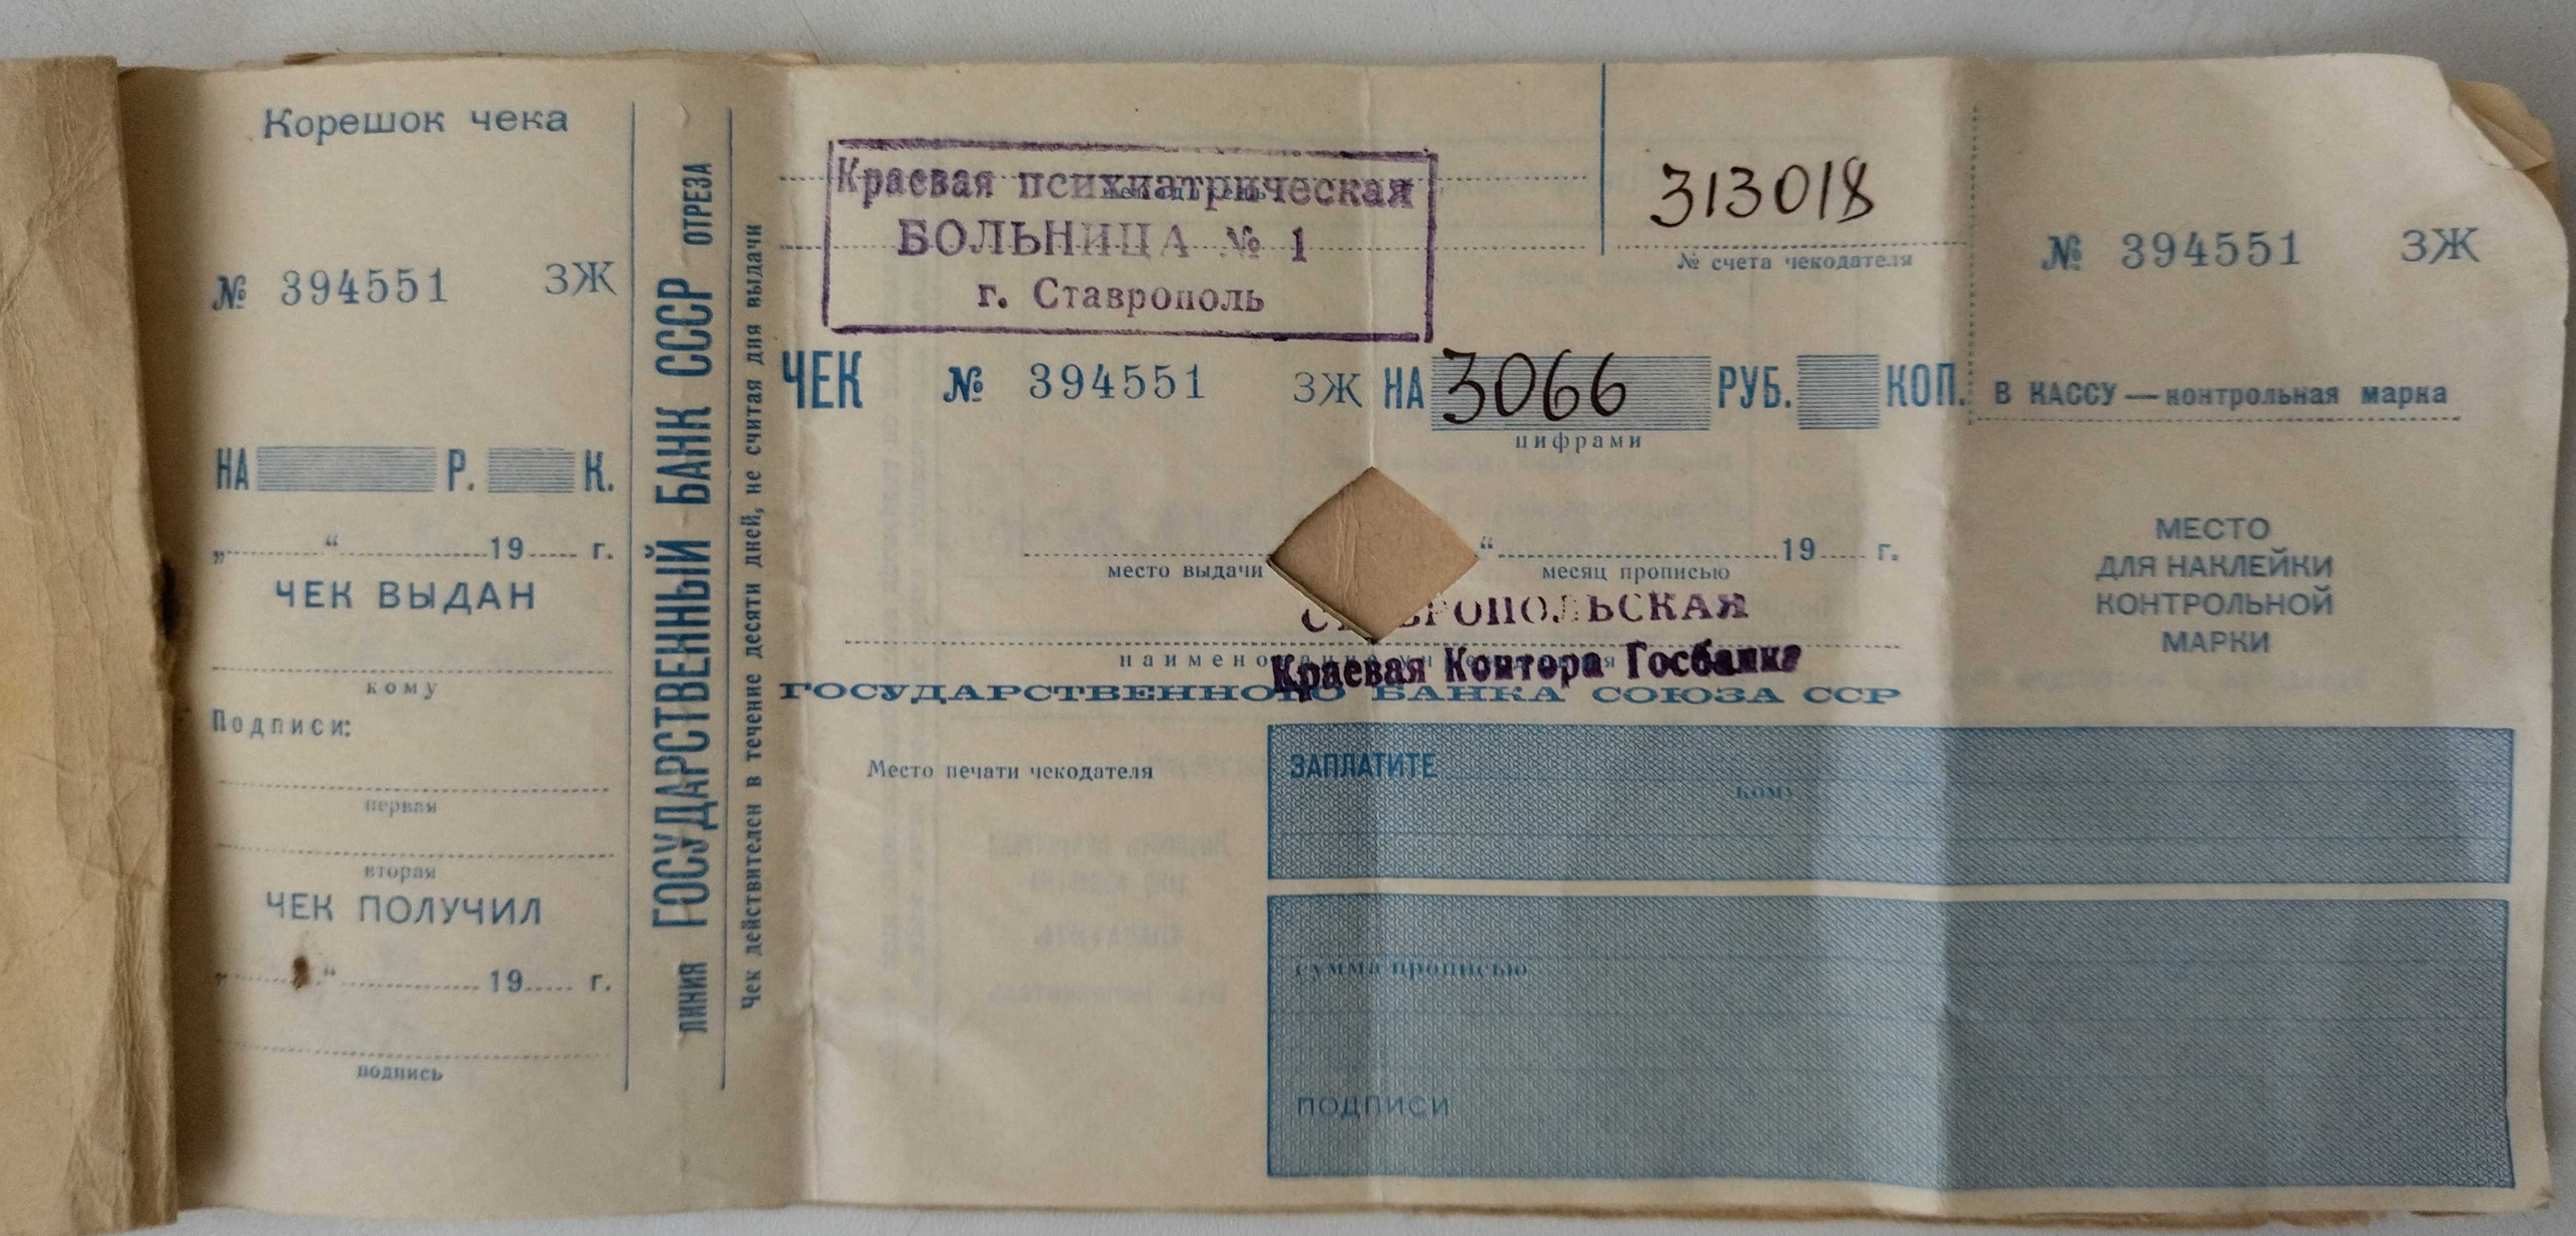 Корешок чека
№ 394551 ЗЖ
НА Р. К.
„ “ 19 г.
ЧЕК ВЫДАН
кому
Подписи:
первая
вторая
ЧЕК ПОЛУЧИЛ
„ “ 19 г.
подпись
ЛИНИЯ ГОСУДАРСТВЕННЫЙ БАНК СССР ОТРЕЗА
Чек действителен в течение десяти дней, не считая дня выдачи
Краевая психиатрическая
БОЛЬНИЦА № 1
г. Ставрополь
313018
№ счета чекодателя
ЧЕК № 394551 ЗЖ НА 3066 РУБ. КОП.
цифрами
“ 19 г.
место выдачи месяц прописью
СТАВРОПОЛЬСКАЯ
Краевая Контора Госбанка
ГОСУДАРСТВЕННОГО БАНКА СОЮЗА ССР
Место печати чекодателя
ЗАПЛАТИТЕ
кому
сумма прописью
ПОДПИСИ
№ 394551 ЗЖ
В КАССУ — контрольная марка
МЕСТО
ДЛЯ НАКЛЕЙКИ
КОНТРОЛЬНОЙ
МАРКИ